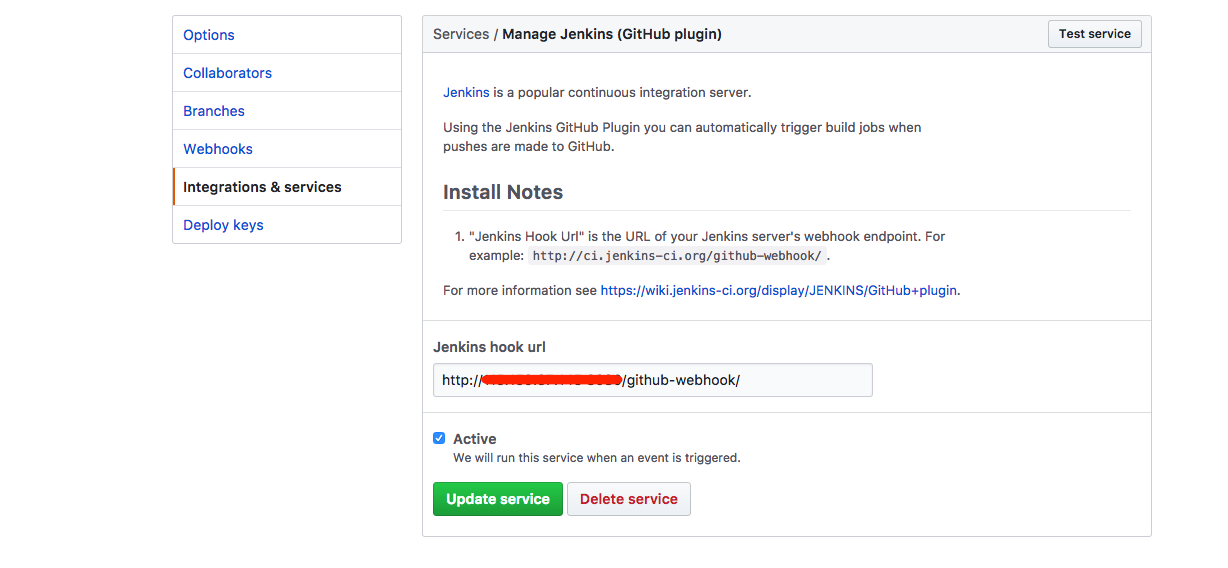 Options
Collaborators
Branches
Webhooks
Integrations & services
Deploy keys
Services / Manage Jenkins (GitHub plugin)
Test service
Jenkins is a popular continuous integration server.
Using the Jenkins GitHub Plugin you can automatically trigger build jobs when
pushes are made to GitHub.
Install Notes
1. "Jenkins Hook Url" is the URL of your Jenkins server's webhook endpoint. For
example: http://ci.jenkins-ci.org/github-webhook/ .
For more information see https://wiki.jenkins-ci.org/display/JENKINS/GitHub+plugin.
Jenkins hook url
http:// /github-webhook/
Active
We will run this service when an event is triggered.
Update service
Delete service